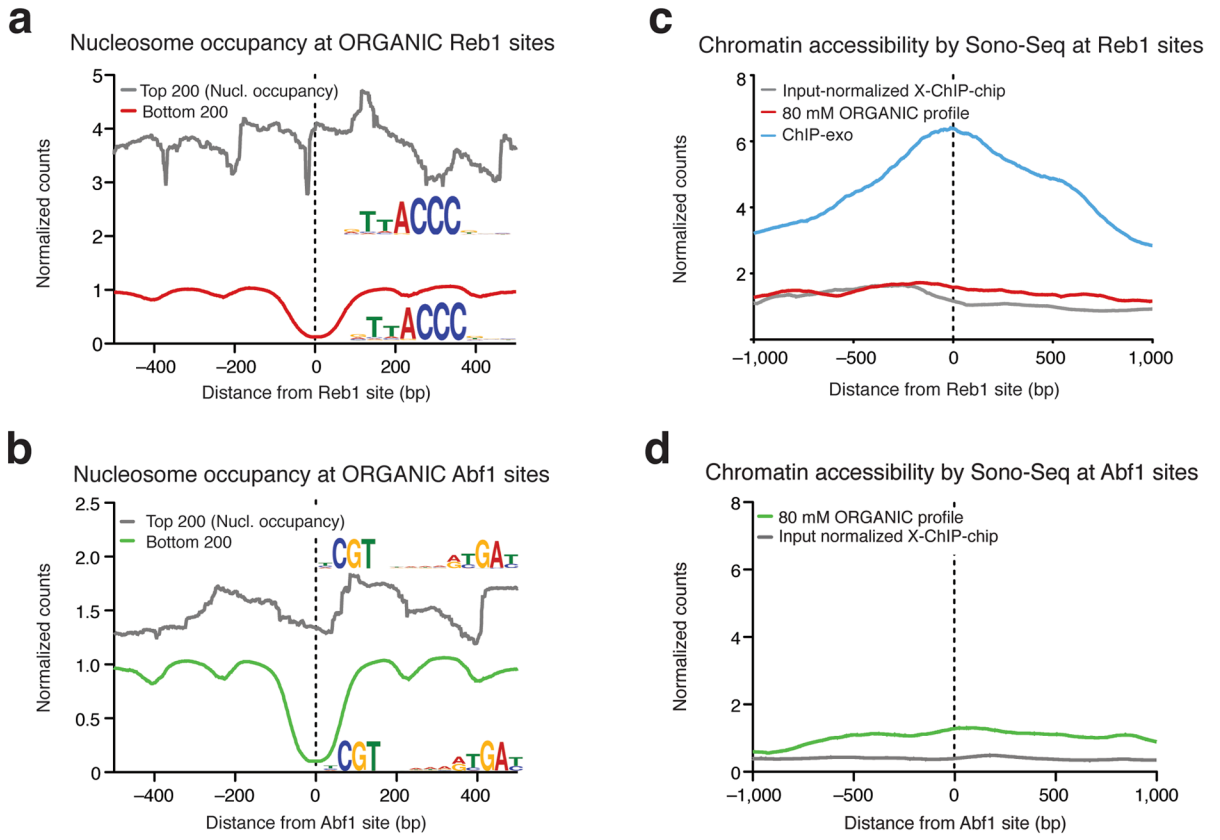 a
Nucleosome occupancy at ORGANIC Reb1 sites
5
4
3
2
1
0
Normalized counts
Top 200 (Nucl. occupancy)
Bottom 200
TTACCC
TTACCC
−400
−200
0
200
400
Distance from Reb1 site (bp)
b
Nucleosome occupancy at ORGANIC Abf1 sites
2.5
2.0
1.5
1.0
0.5
0
Normalized counts
Top 200 (Nucl. occupancy)
Bottom 200
CGT ATGAT
CGT ATGAT
−400
−200
0
200
400
Distance from Abf1 site (bp)
c
Chromatin accessibility by Sono-Seq at Reb1 sites
8
6
4
2
Normalized counts
Input-normalized X-ChIP-chip
80 mM ORGANIC profile
ChIP-exo
−1,000
−500
0
500
1,000
Distance from Reb1 site (bp)
d
Chromatin accessibility by Sono-Seq at Abf1 sites
8
6
4
2
0
Normalized counts
80 mM ORGANIC profile
Input normalized X-ChIP-chip
−1,000
−500
0
500
1,000
Distance from Abf1 site (bp)